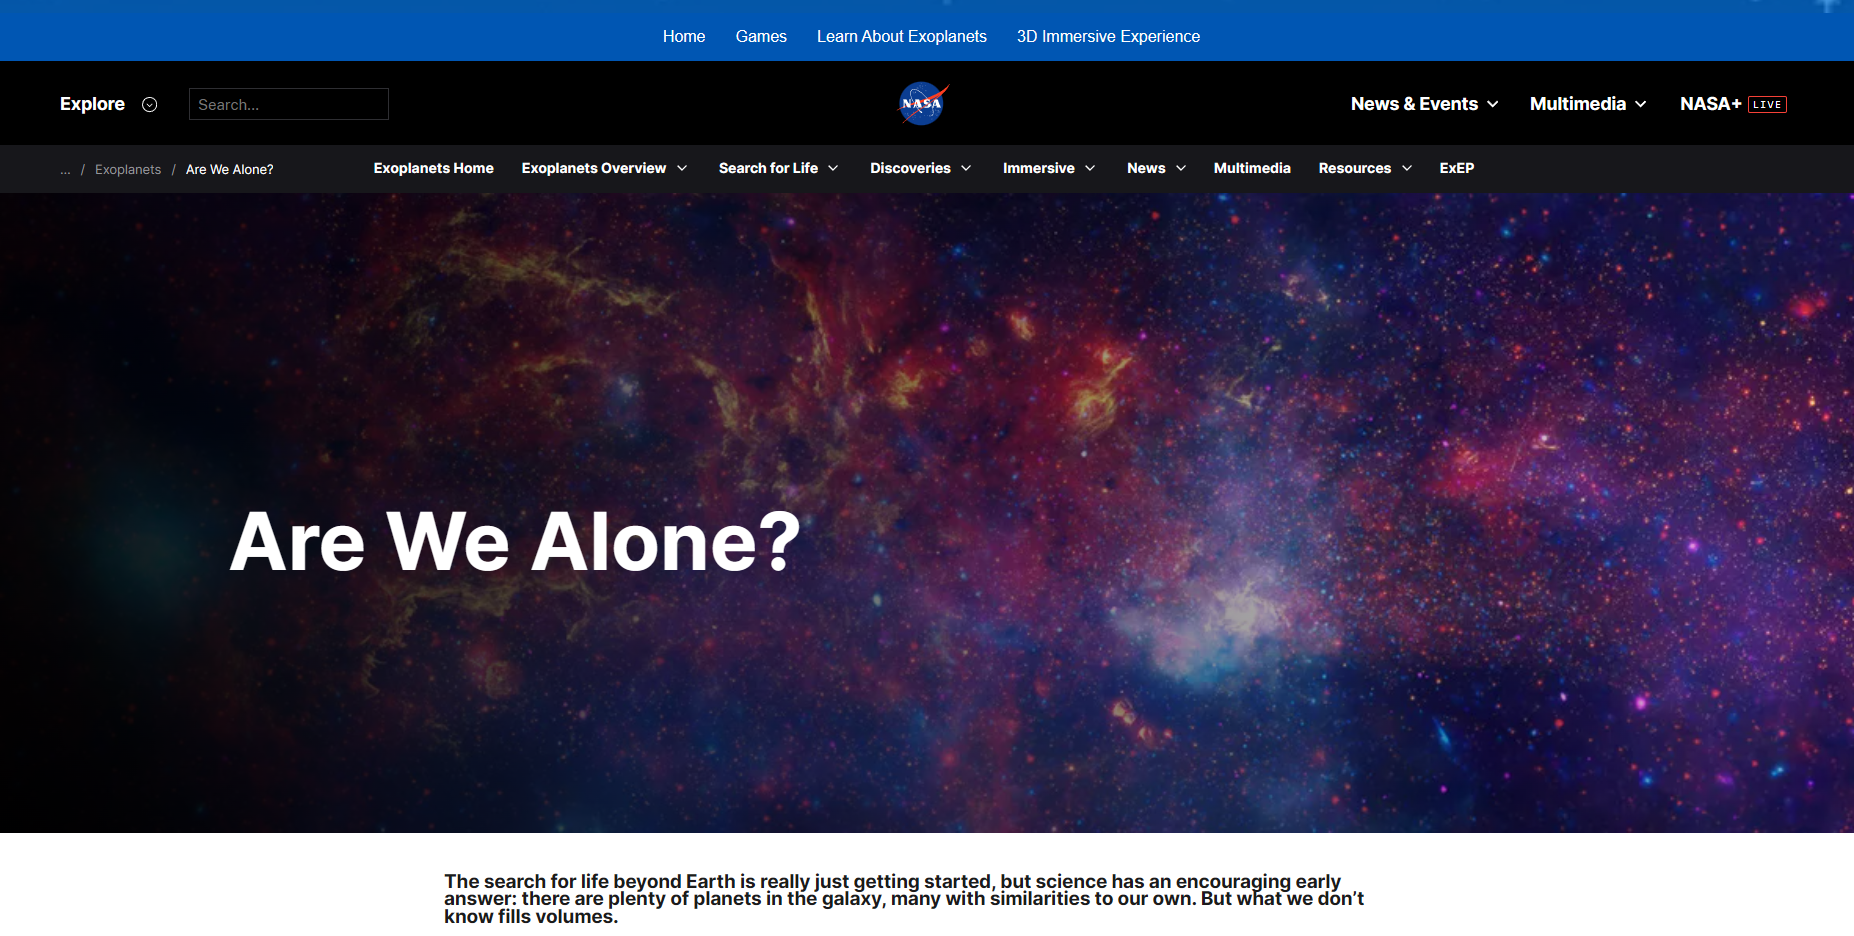 Home Games Learn About Exoplanets 3D Immersive Experience
Explore Search... NASA News & Events Multimedia NASA+ LIVE
... / Exoplanets / Are We Alone? Exoplanets Home Exoplanets Overview Search for Life Discoveries Immersive News Multimedia Resources ExEP
Are We Alone?
The search for life beyond Earth is really just getting started, but science has an encouraging early
answer: there are plenty of planets in the galaxy, many with similarities to our own. But what we don’t
know fills volumes.